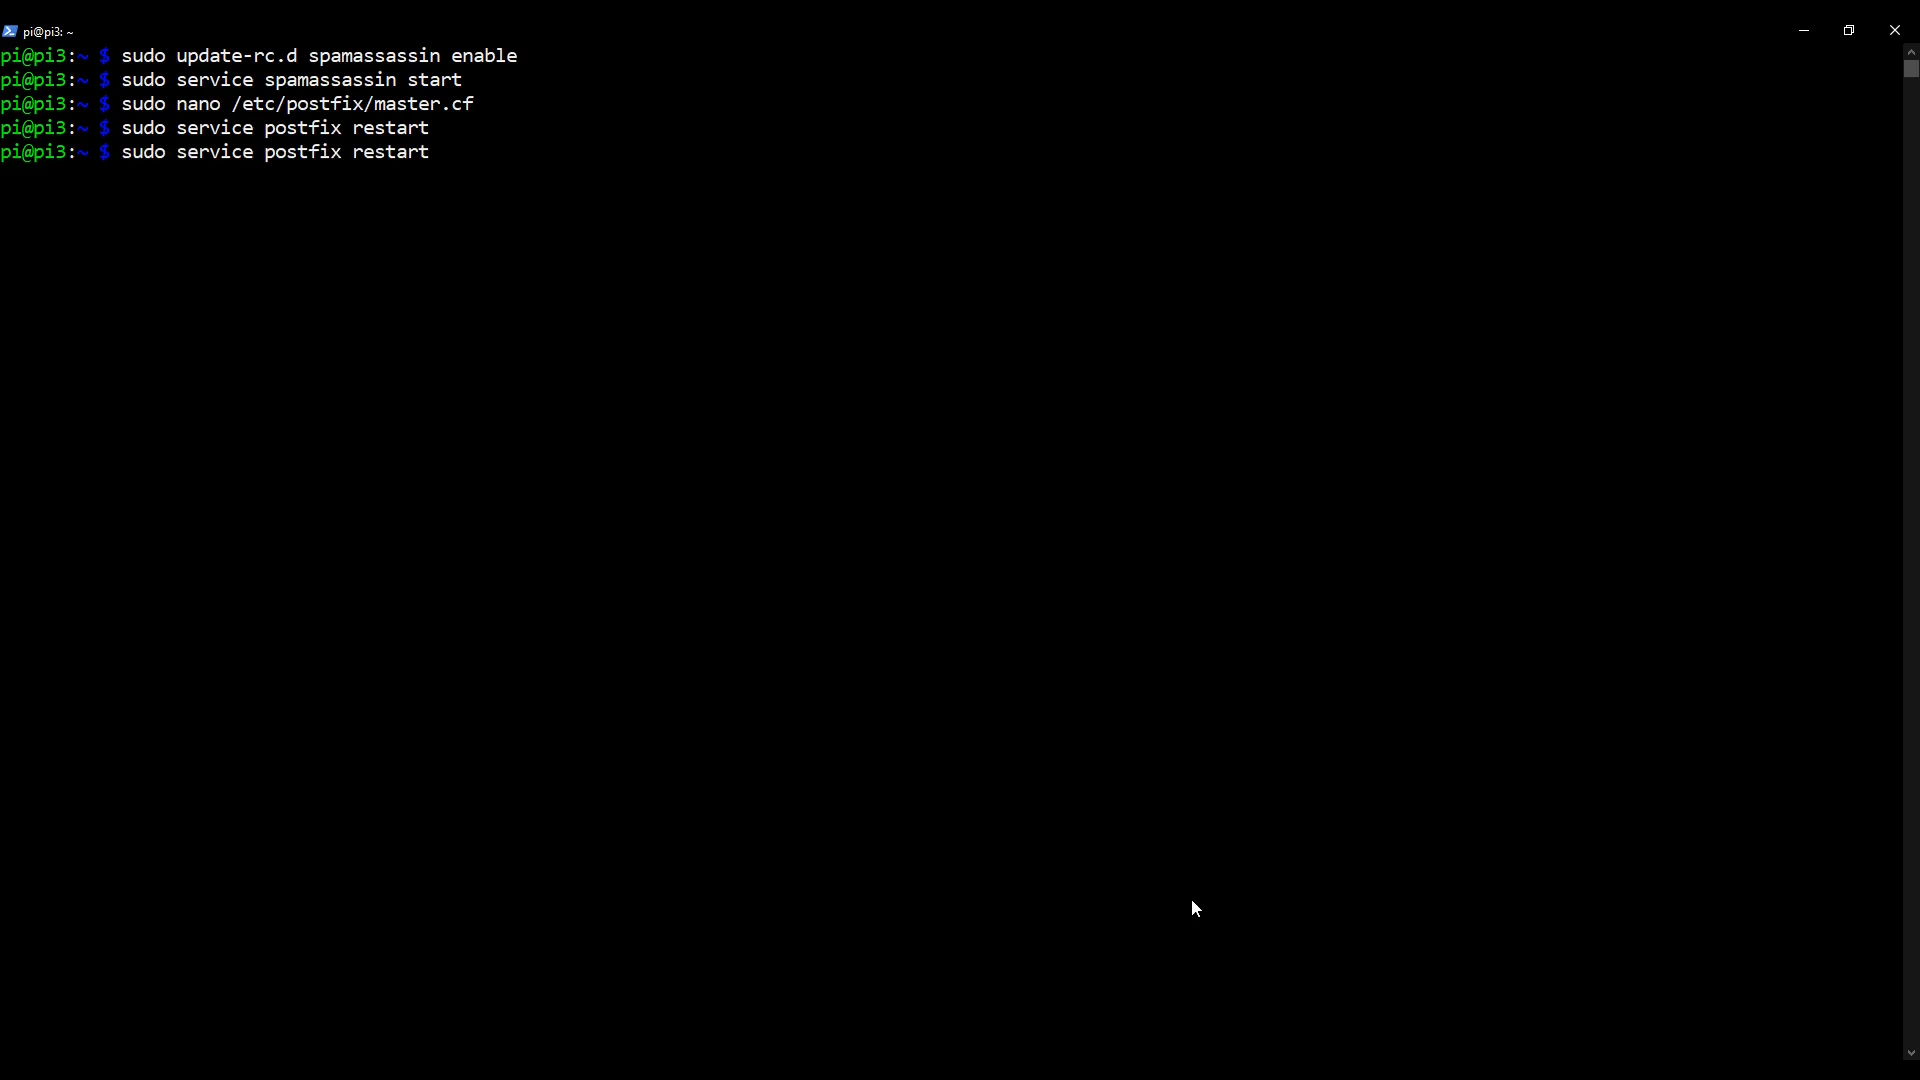 pi@pi3: ~
pi@pi3:~ $ sudo update-rc.d spamassassin enable
pi@pi3:~ $ sudo service spamassassin start
pi@pi3:~ $ sudo nano /etc/postfix/master.cf
pi@pi3:~ $ sudo service postfix restart
pi@pi3:~ $ sudo service postfix restart